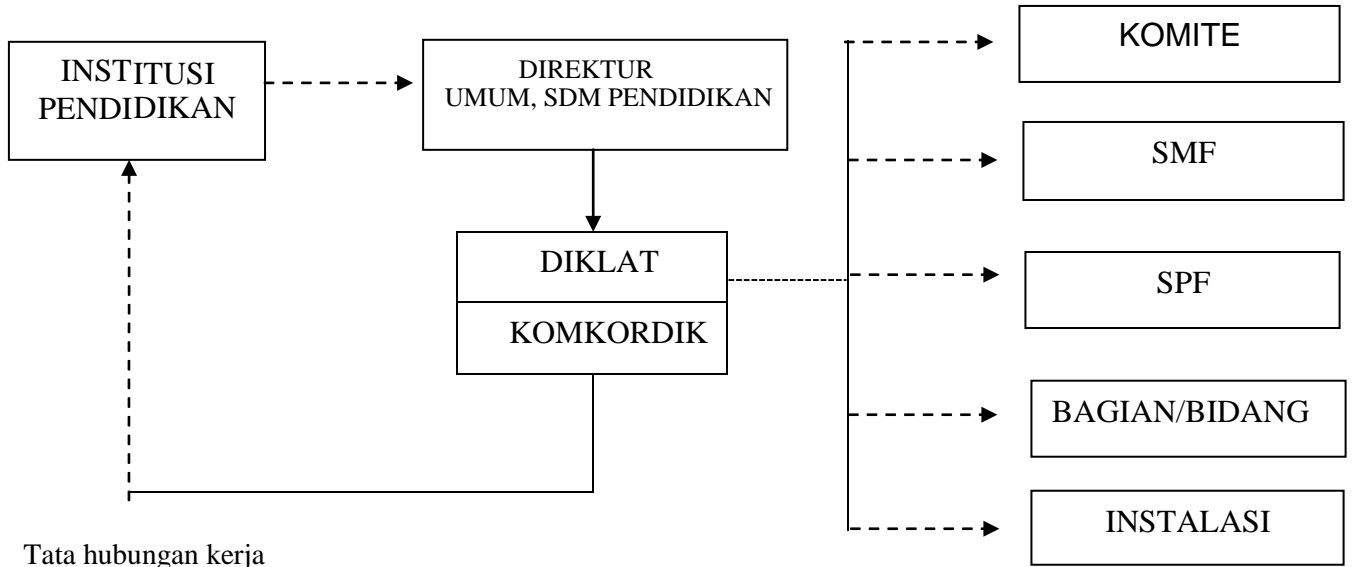 INSTITUSI
PENDIDIKAN
DIREKTUR
UMUM, SDM PENDIDIKAN
DIKLAT
KOMKORDIK
KOMITE
SMF
SPF
BAGIAN/BIDANG
INSTALASI
Tata hubungan kerja